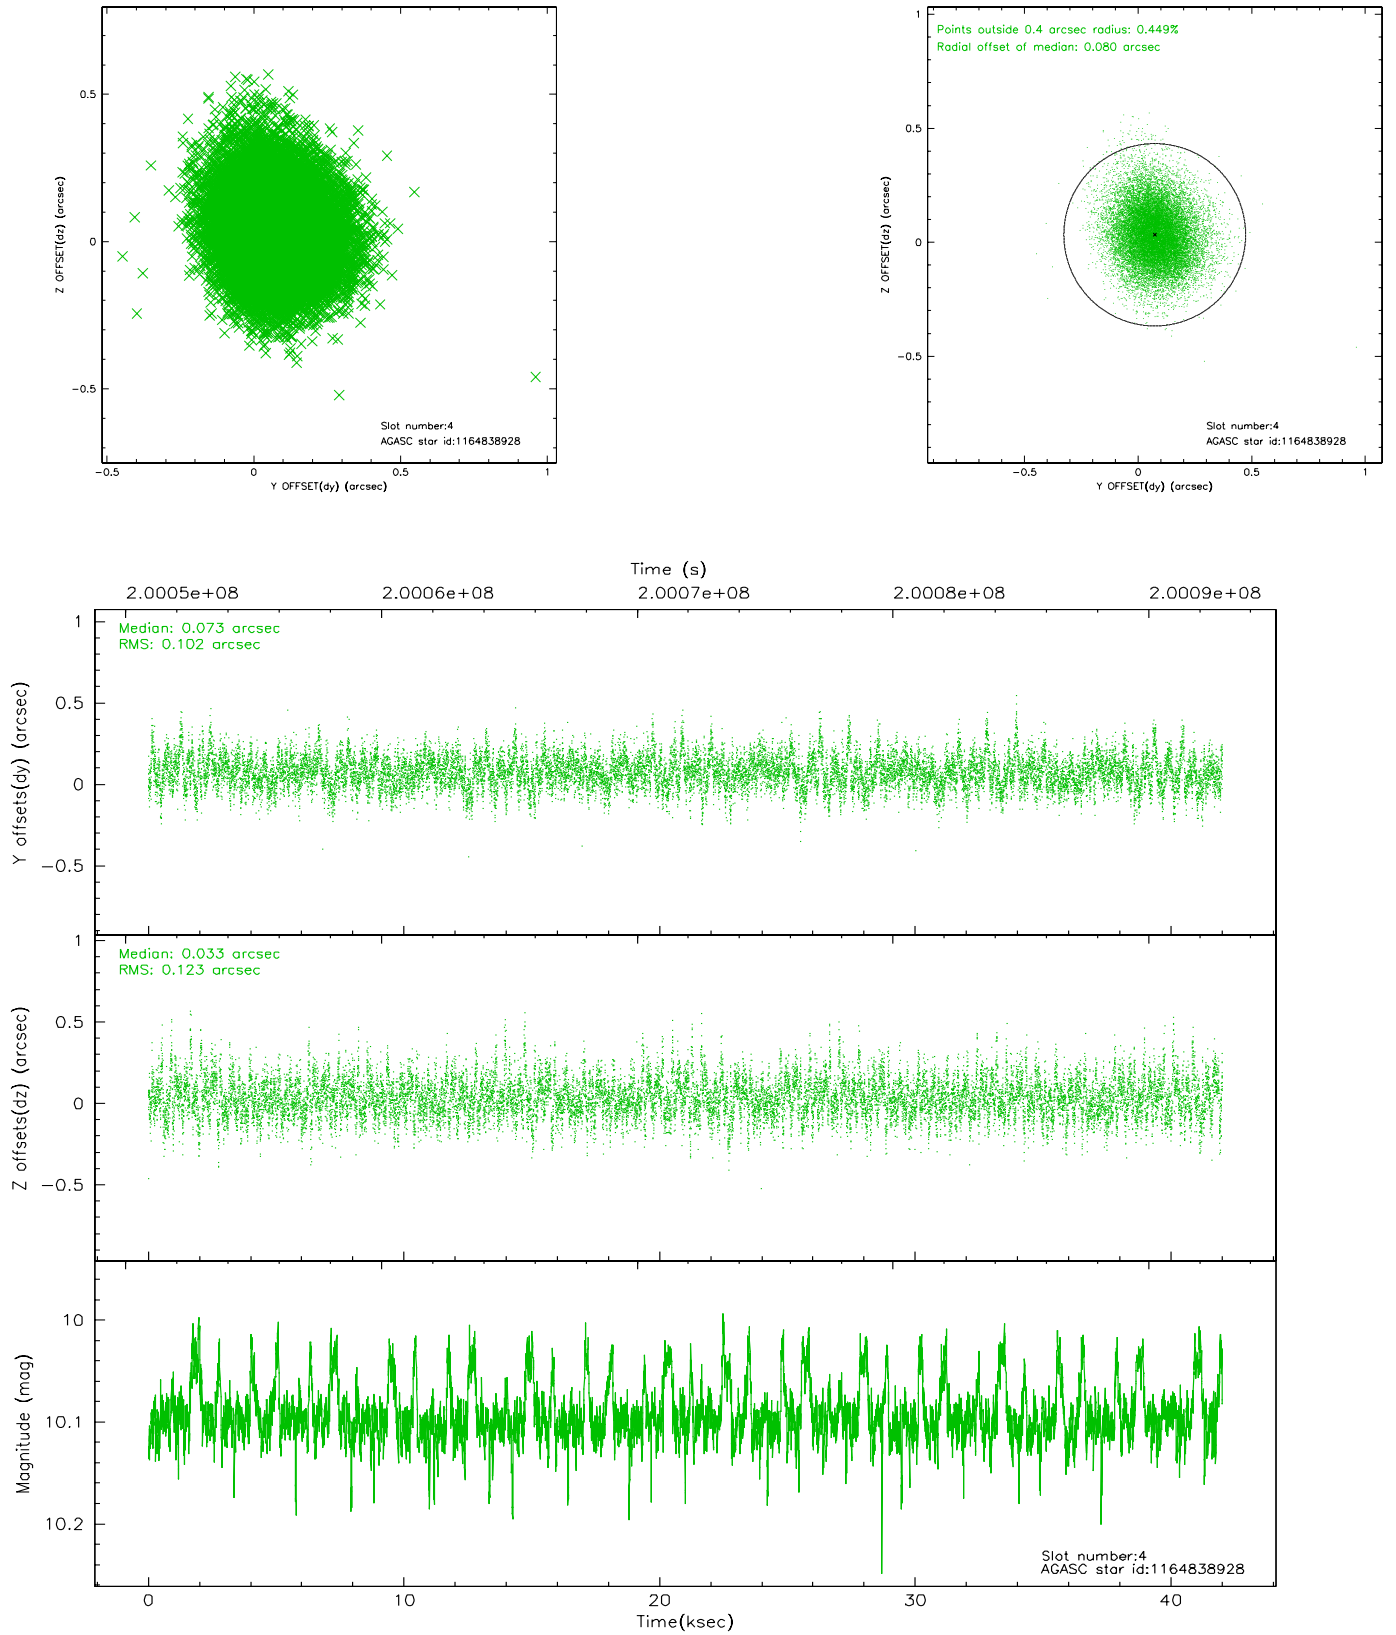 0.5
0
−0.5
Z OFFSET(dz) (arcsec)
Slot number:4
AGASC star id:1164838928
−0.5 0 0.5 1
Y OFFSET(dy) (arcsec)
Points outside 0.4 arcsec radius: 0.449%
Radial offset of median: 0.080 arcsec
1
0.5
0
−0.5
Z OFFSET(dz) (arcsec)
Slot number:4
AGASC star id:1164838928
−0.5 0 0.5 1
Y OFFSET(dy) (arcsec)
Time (s)
2.0005e+08 2.0006e+08 2.0007e+08 2.0008e+08 2.0009e+08
Median: 0.073 arcsec
RMS: 0.102 arcsec
1
0.5
0
−0.5
Y offsets(dy) (arcsec)
Median: 0.033 arcsec
RMS: 0.123 arcsec
1
0.5
0
−0.5
Z offsets(dz) (arcsec)
10
10.1
10.2
Magnitude (mag)
Slot number:4
AGASC star id:1164838928
0 10 20 30 40
Time(ksec)